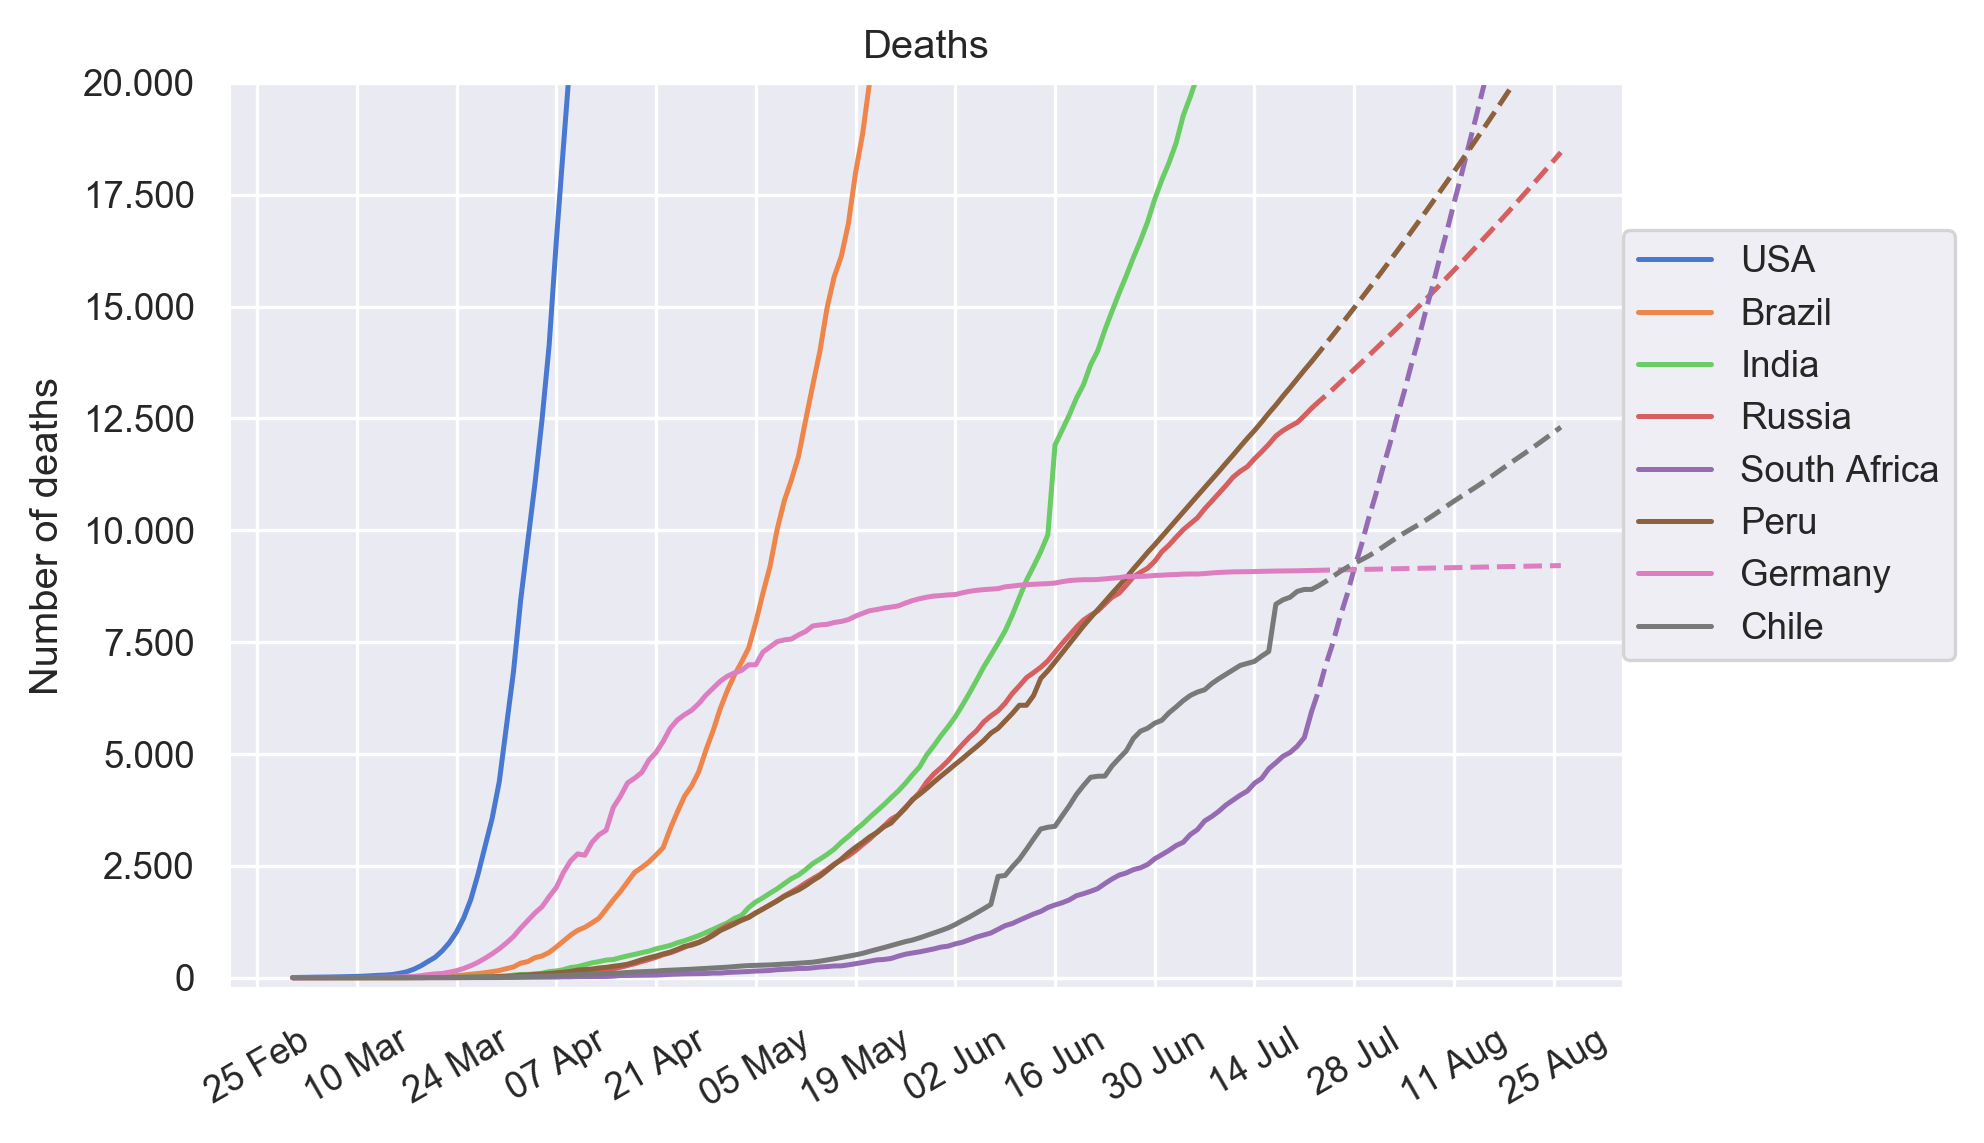 Deaths
20.000
17.500
15.000
12.500
10.000
7.500
5.000
2.500
0
Number of deaths
25 Feb
10 Mar
24 Mar
07 Apr
21 Apr
05 May
19 May
02 Jun
16 Jun
30 Jun
14 Jul
28 Jul
11 Aug
25 Aug
USA
Brazil
India
Russia
South Africa
Peru
Germany
Chile